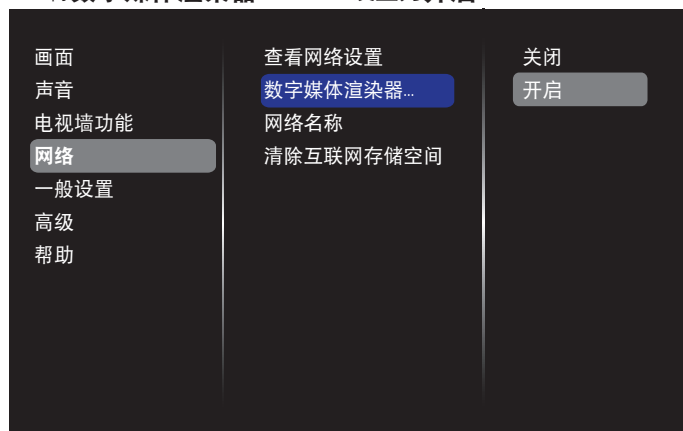 画面
声音
电视墙功能
网络
一般设置
高级
帮助
查看网络设置
数字媒体渲染器...
网络名称
清除互联网存储空间
关闭
开启